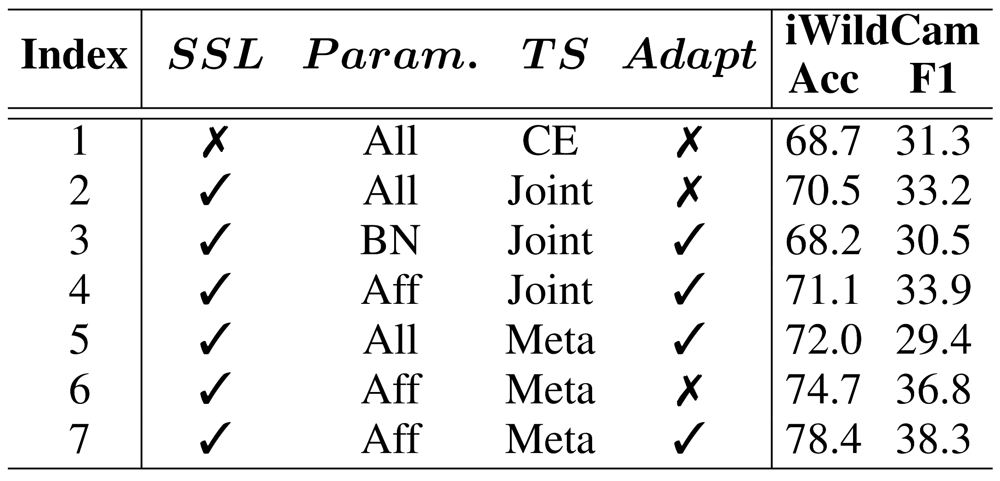 Index SSL Param. TS Adapt iWildCam
Acc F1
1 ✗ All CE ✗ 68.7 31.3
2 ✓ All Joint ✗ 70.5 33.2
3 ✓ BN Joint ✓ 68.2 30.5
4 ✓ Aff Joint ✓ 71.1 33.9
5 ✓ All Meta ✓ 72.0 29.4
6 ✓ Aff Meta ✗ 74.7 36.8
7 ✓ Aff Meta ✓ 78.4 38.3